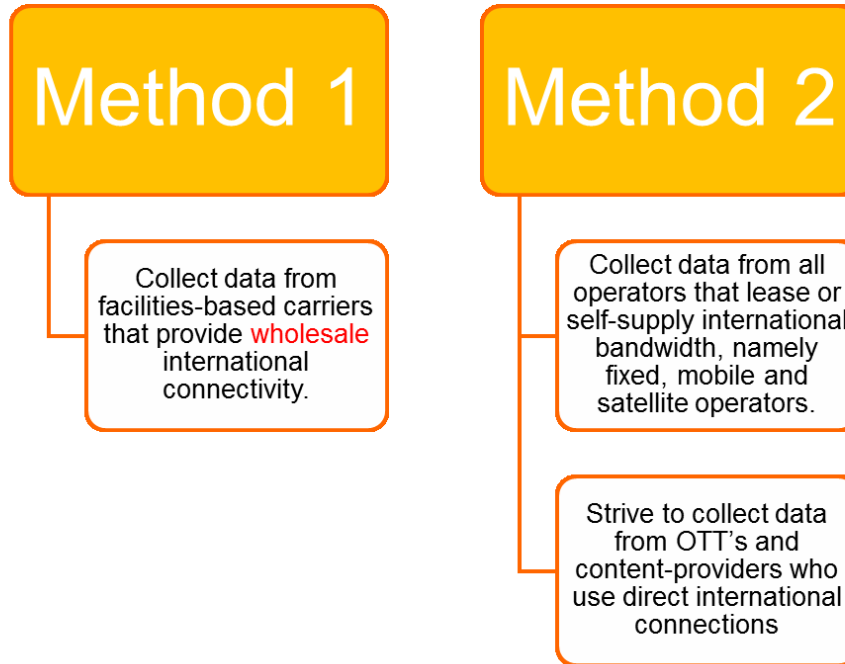 Method 1
Collect data from
facilities-based carriers
that provide wholesale
international
connectivity.
Method 2
Collect data from all
operators that lease or
self-supply international
bandwidth, namely
fixed, mobile and
satellite operators.
Strive to collect data
from OTT’s and
content-providers who
use direct international
connections